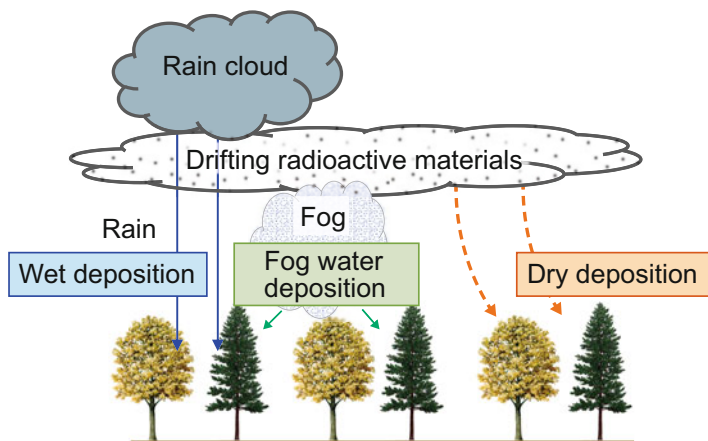 Rain cloud
Drifting radioactive materials
Fog
Rain
Wet deposition
Fog water
deposition
Dry deposition